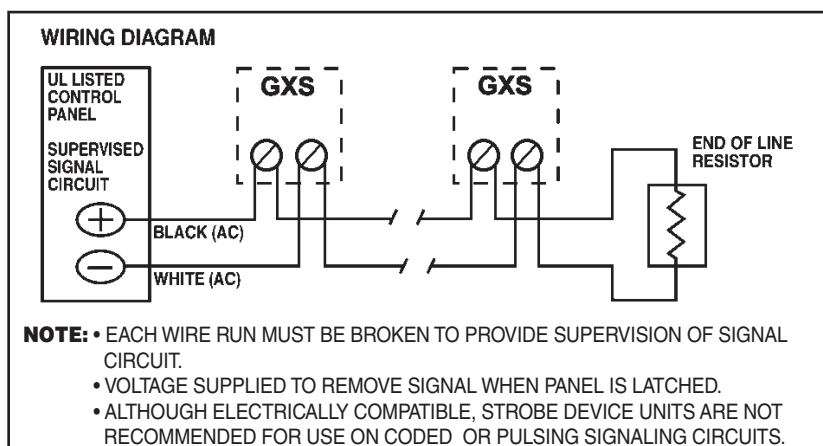 WIRING DIAGRAM
UL LISTED
CONTROL
PANEL
SUPERVISED
SIGNAL
CIRCUIT
+
BLACK (AC)
−
WHITE (AC)
GXS
GXS
END OF LINE
RESISTOR
NOTE: • EACH WIRE RUN MUST BE BROKEN TO PROVIDE SUPERVISION OF SIGNAL
CIRCUIT.
• VOLTAGE SUPPLIED TO REMOVE SIGNAL WHEN PANEL IS LATCHED.
• ALTHOUGH ELECTRICALLY COMPATIBLE, STROBE DEVICE UNITS ARE NOT
RECOMMENDED FOR USE ON CODED OR PULSING SIGNALING CIRCUITS.